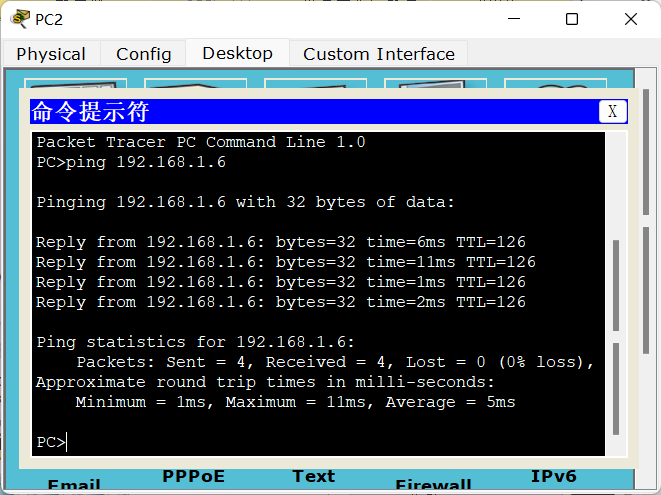 PC2
Physical Config Desktop Custom Interface
命令提示符 X
Packet Tracer PC Command Line 1.0
PC>ping 192.168.1.6
Pinging 192.168.1.6 with 32 bytes of data:
Reply from 192.168.1.6: bytes=32 time=6ms TTL=126
Reply from 192.168.1.6: bytes=32 time=11ms TTL=126
Reply from 192.168.1.6: bytes=32 time=1ms TTL=126
Reply from 192.168.1.6: bytes=32 time=2ms TTL=126
Ping statistics for 192.168.1.6:
Packets: Sent = 4, Received = 4, Lost = 0 (0% loss),
Approximate round trip times in milli-seconds:
Minimum = 1ms, Maximum = 11ms, Average = 5ms
PC>
Email PPPoE Text Firewall IPv6